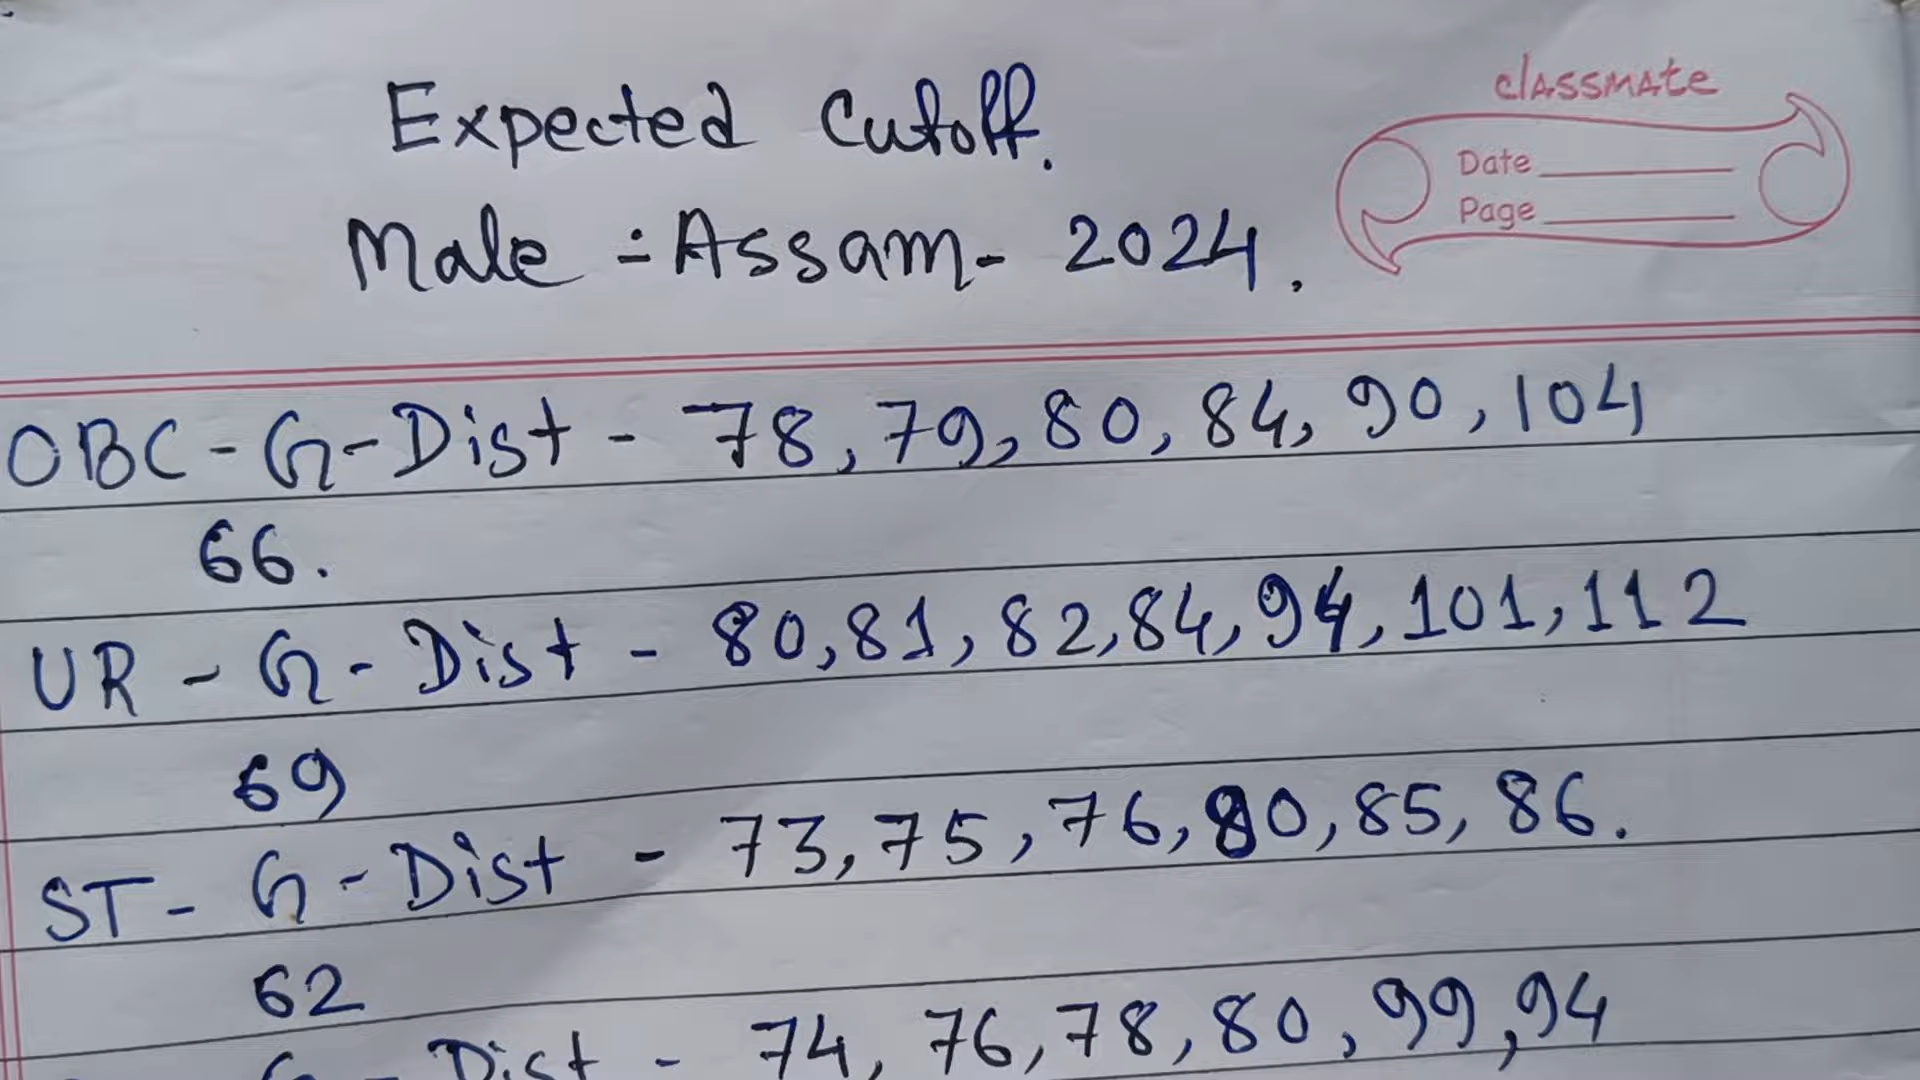 classmate
Date
Page
Expected Cutoff.
Male :- Assam - 2024.
OBC - G - Dist - 78, 79, 80, 84, 90, 104
66.
UR - G - Dist - 80, 81, 82, 84, 94, 101, 112
69
ST - G - Dist - 73, 75, 76, 80, 85, 86.
62
G - Dist - 74, 76, 78, 80, 99, 94